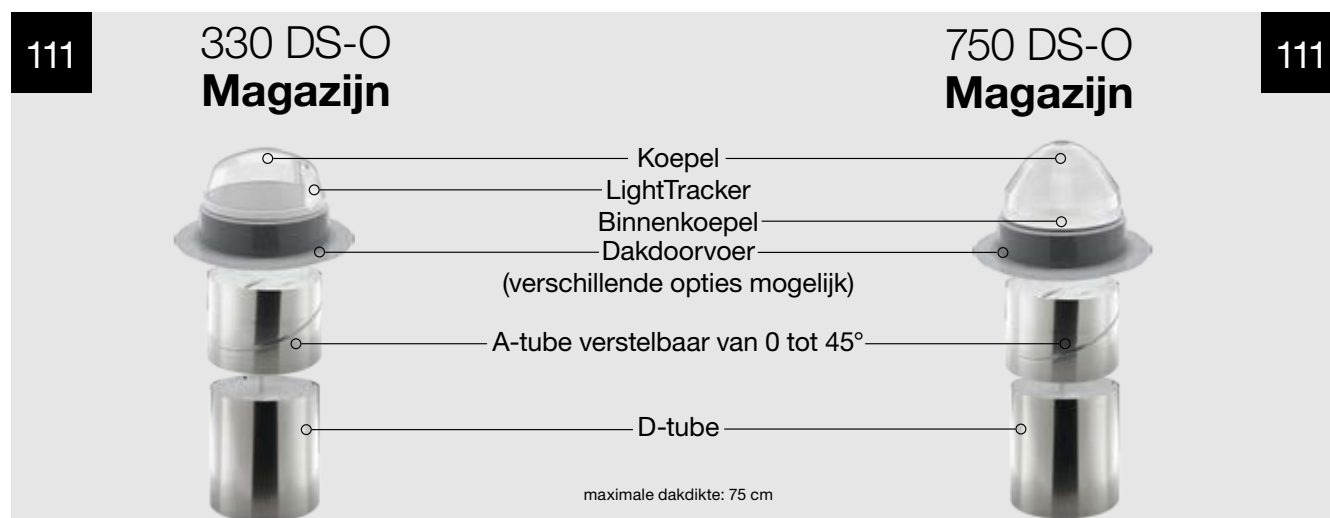 111
330 DS-O
Magazijn
750 DS-O
Magazijn
111
Koepel
LightTracker
Binnenkoepel
Dakdoorvoer
(verschillende opties mogelijk)
A-tube verstelbaar van 0 tot 45°
D-tube
maximale dakdikte: 75 cm